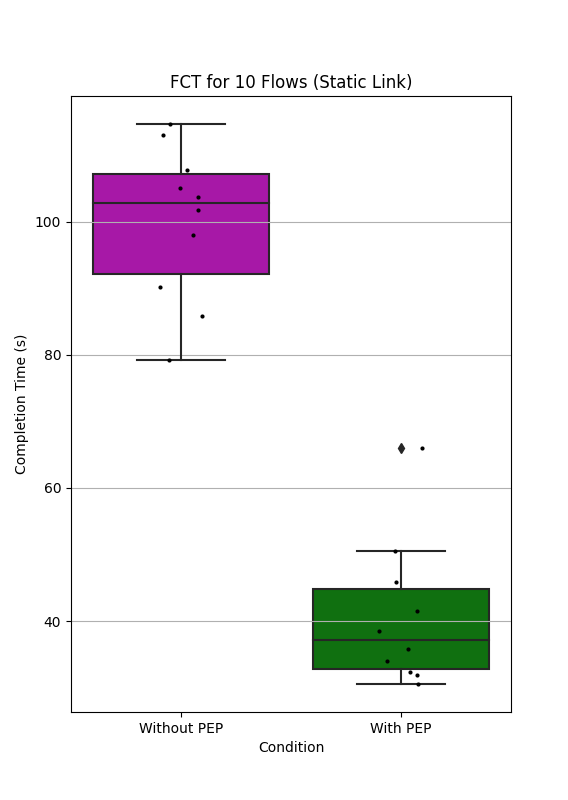 FCT for 10 Flows (Static Link)
100
80
60
40
Completion Time (s)
Without PEP
With PEP
Condition